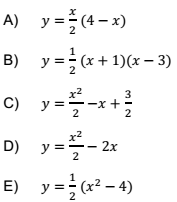 A) y = x/2 (4 − x)
B) y = 1/2 (x + 1)(x − 3)
C) y = x²/2 − x + 3/2
D) y = x²/2 − 2x
E) y = 1/2 (x² − 4)